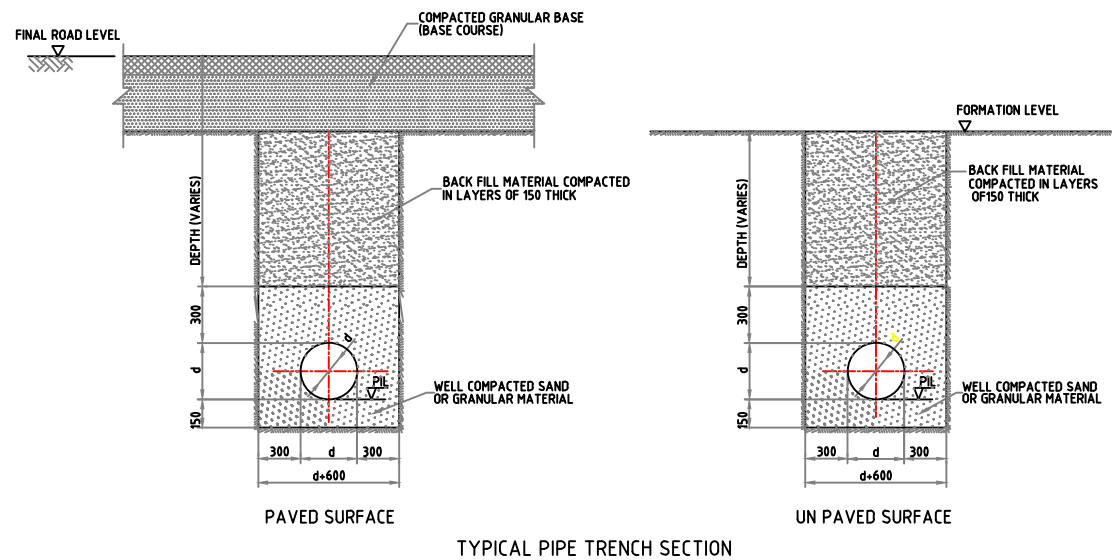 COMPACTED GRANULAR BASE
(BASE COURSE)
FINAL ROAD LEVEL
BACK FILL MATERIAL COMPACTED
IN LAYERS OF 150 THICK
DEPTH (VARIES)
300
d
150
d
PIL
WELL COMPACTED SAND
OR GRANULAR MATERIAL
300
d
300
d+600
PAVED SURFACE
FORMATION LEVEL
BACK FILL MATERIAL
COMPACTED IN LAYERS
OF150 THICK
DEPTH (VARIES)
300
d
150
d
PIL
WELL COMPACTED SAND
OR GRANULAR MATERIAL
300
d
300
d+600
UN PAVED SURFACE
TYPICAL PIPE TRENCH SECTION